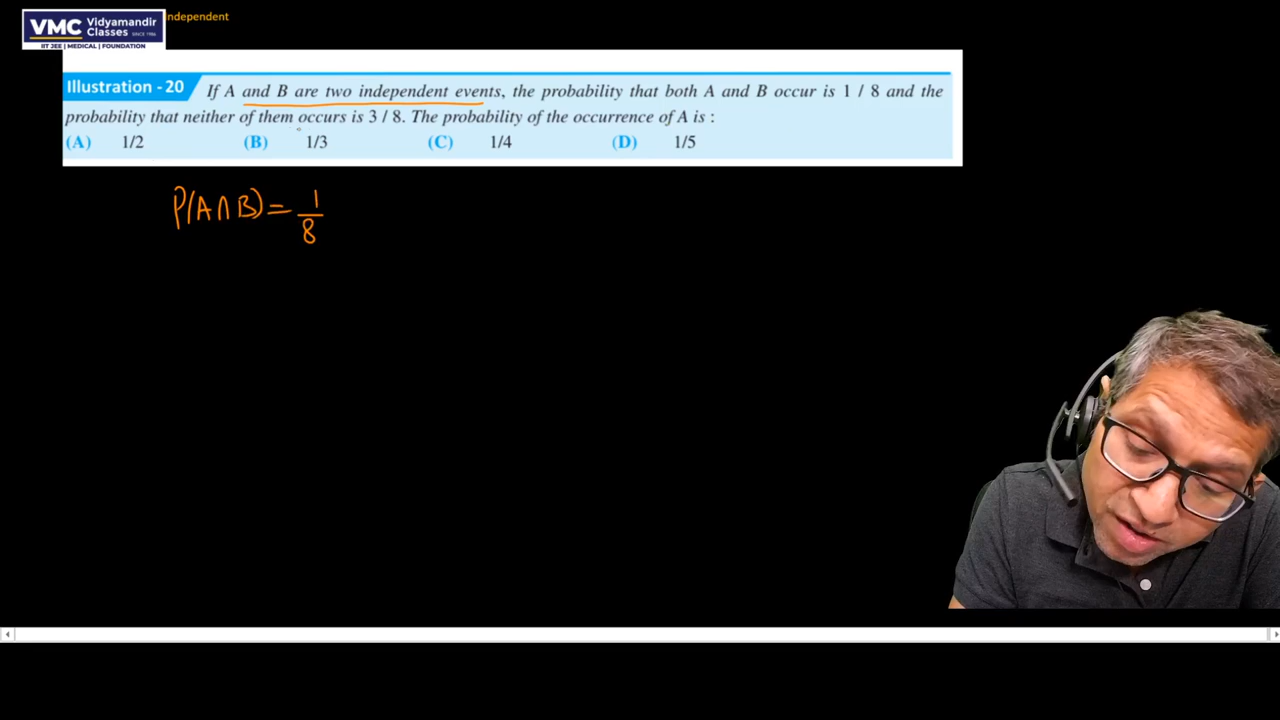 VMC Vidyamandir Classes SINCE 1986
IIT JEE | MEDICAL | FOUNDATION
ndependent
Illustration - 20 If A and B are two independent events, the probability that both A and B occur is 1 / 8 and the
probability that neither of them occurs is 3 / 8. The probability of the occurrence of A is :
(A) 1/2 (B) 1/3 (C) 1/4 (D) 1/5
P(A∩B) = 1/8